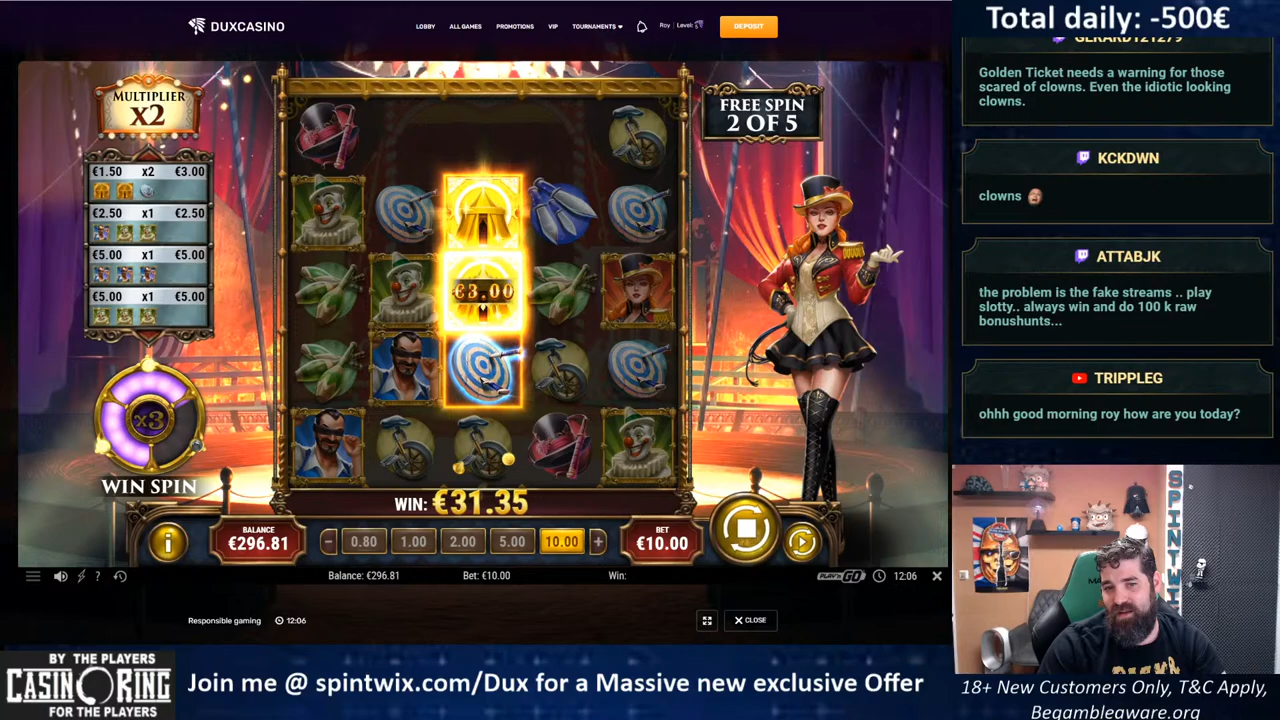 DUXCASINO
LOBBY
ALL GAMES
PROMOTIONS
VIP
TOURNAMENTS
Roy
Level:
DEPOSIT
Total daily: -500€
MULTIPLIER
X2
FREE SPIN
2 OF 5
€1.50 x2 €3.00
€2.50 x1 €2.50
€5.00 x1 €5.00
€5.00 x1 €5.00
€3.00
x3
WIN SPIN
WIN: €31.35
BALANCE
€296.81
0.80
1.00
2.00
5.00
10.00
BET
€10.00
Balance: €296.81
Bet: €10.00
Win:
PLAY'N GO
12:06
Responsible gaming
12:06
CLOSE
GERARD121279
Golden Ticket needs a warning for those
scared of clowns. Even the idiotic looking
clowns.
KCKDWN
clowns
ATTABJK
the problem is the fake streams .. play
slotty.. always win and do 100 k raw
bonushunts...
TRIPPLEG
ohhh good morning roy how are you today?
SPINTWI
BY THE PLAYERS
CASINORING
FOR THE PLAYERS
Join me @ spintwix.com/Dux for a Massive new exclusive Offer
18+ New Customers Only, T&C Apply,
Begambleaware.org